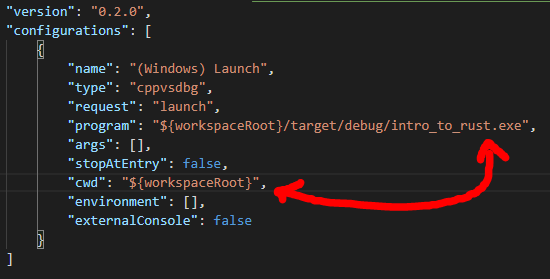 "version": "0.2.0",
"configurations": [
{
"name": "(Windows) Launch",
"type": "cppvsdbg",
"request": "launch",
"program": "${workspaceRoot}/target/debug/intro_to_rust.exe",
"args": [],
"stopAtEntry": false,
"cwd": "${workspaceRoot}",
"environment": [],
"externalConsole": false
}
]